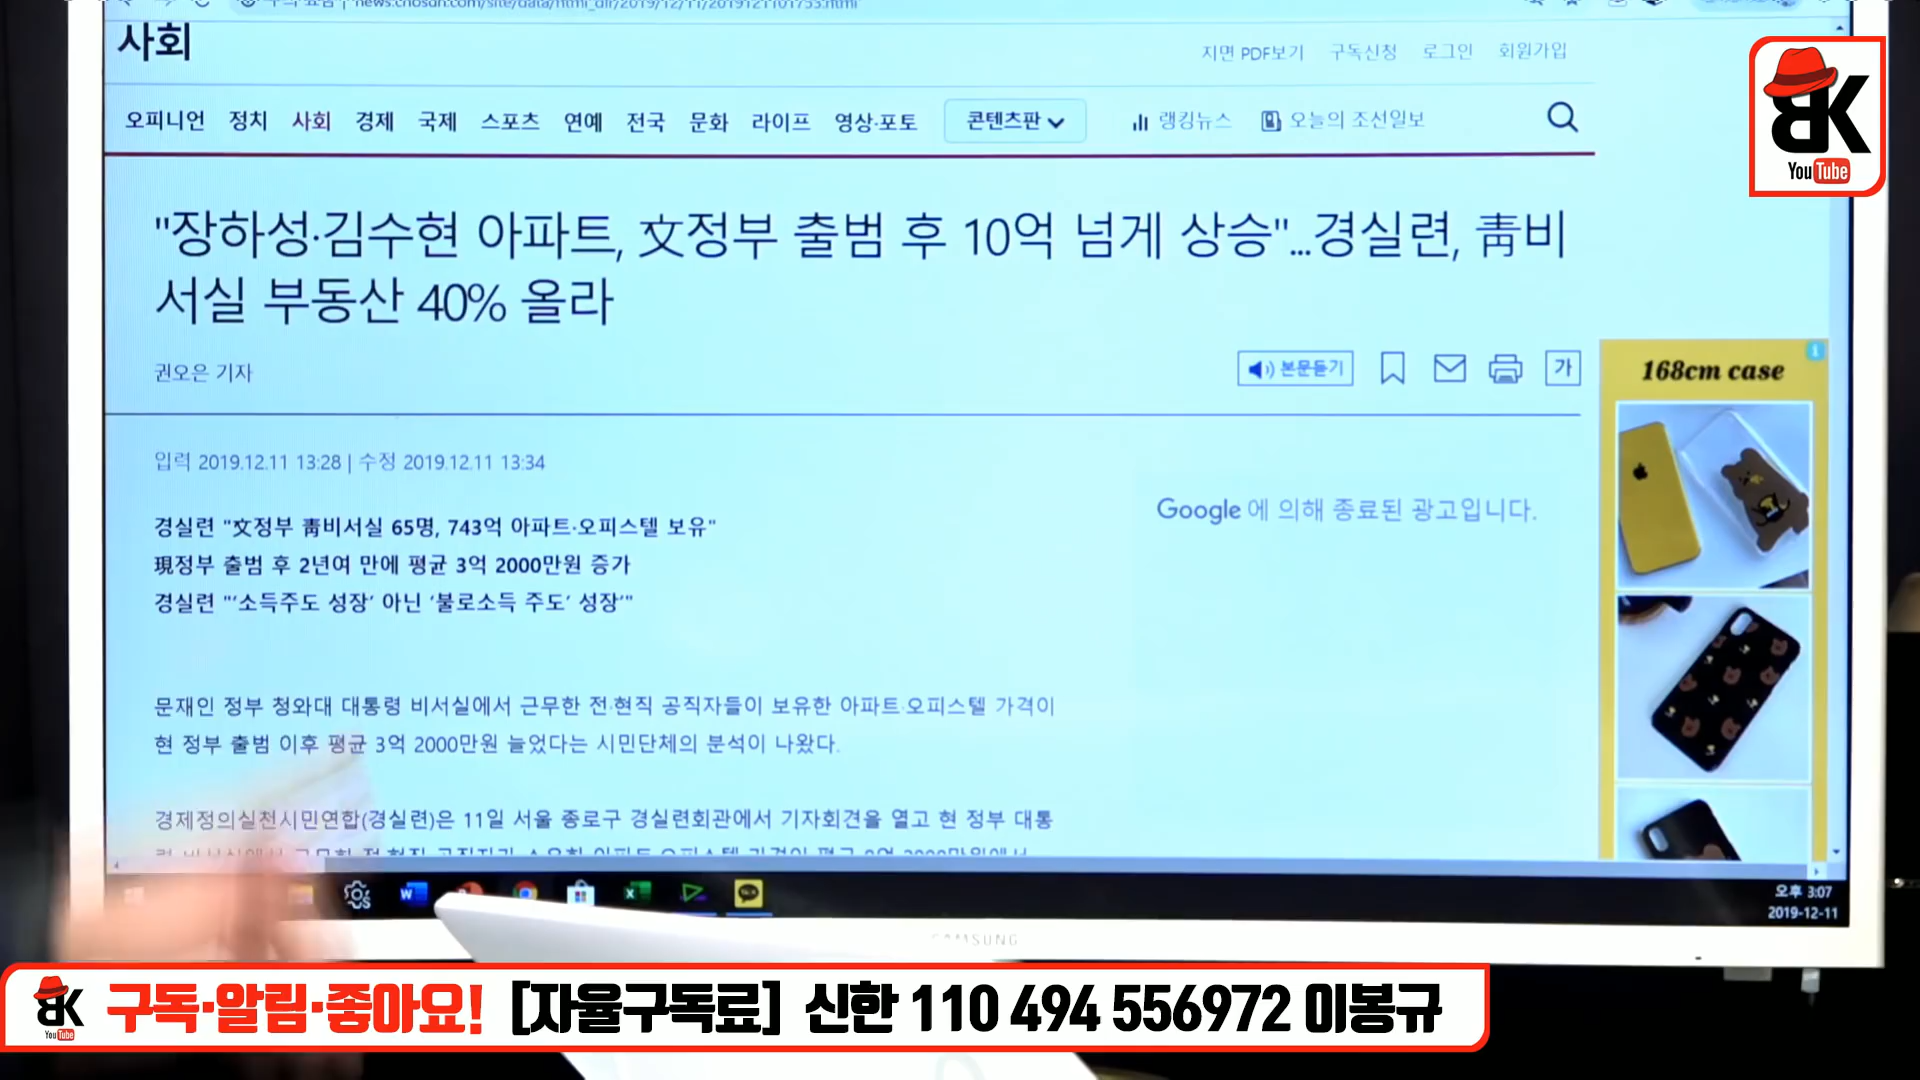 사회
지면 PDF보기 구독신청 로그인 회원가입
오피니언 정치 사회 경제 국제 스포츠 연예 전국 문화 라이프 영상·포토 콘텐츠판 랭킹뉴스 오늘의 조선일보
BK
YouTube
"장하성·김수현 아파트, 文정부 출범 후 10억 넘게 상승"...경실련, 靑비
서실 부동산 40% 올라
권오은 기자
본문듣기
가
168cm case
입력 2019.12.11 13:28 | 수정 2019.12.11 13:34
Google 에 의해 종료된 광고입니다.
경실련 "文정부 靑비서실 65명, 743억 아파트·오피스텔 보유"
現정부 출범 후 2년여 만에 평균 3억 2000만원 증가
경실련 "'소득주도 성장' 아닌 '불로소득 주도' 성장'"
문재인 정부 청와대 대통령 비서실에서 근무한 전·현직 공직자들이 보유한 아파트·오피스텔 가격이
현 정부 출범 이후 평균 3억 2000만원 늘었다는 시민단체의 분석이 나왔다.
경제정의실천시민연합(경실련)은 11일 서울 종로구 경실련회관에서 기자회견을 열고 현 정부 대통
오후 3:07
2019-12-11
SAMSUNG
BK
YouTube
구독·알림·좋아요! [자율구독료] 신한 110 494 556972 이봉규